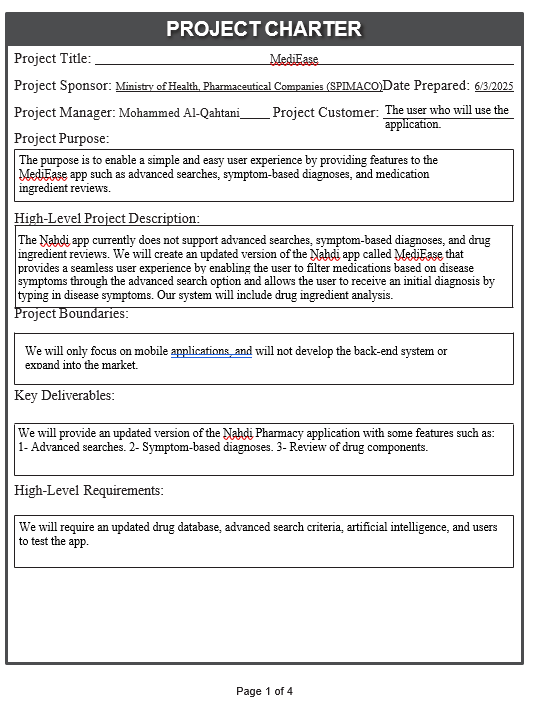 PROJECT CHARTER
Project Title: MediEase
Project Sponsor: Ministry of Health, Pharmaceutical Companies (SPIMACO)Date Prepared: 6/3/2025
Project Manager: Mohammed Al-Qahtani_____ Project Customer: The user who will use the
application.
Project Purpose:
The purpose is to enable a simple and easy user experience by providing features to the
MediEase app such as advanced searches, symptom-based diagnoses, and medication
ingredient reviews.
High-Level Project Description:
The Nahdi app currently does not support advanced searches, symptom-based diagnoses, and drug
ingredient reviews. We will create an updated version of the Nahdi app called MediEase that
provides a seamless user experience by enabling the user to filter medications based on disease
symptoms through the advanced search option and allows the user to receive an initial diagnosis by
typing in disease symptoms. Our system will include drug ingredient analysis.
Project Boundaries:
We will only focus on mobile applications, and will not develop the back-end system or
expand into the market.
Key Deliverables:
We will provide an updated version of the Nahdi Pharmacy application with some features such as:
1- Advanced searches. 2- Symptom-based diagnoses. 3- Review of drug components.
High-Level Requirements:
We will require an updated drug database, advanced search criteria, artificial intelligence, and users
to test the app.
Page 1 of 4